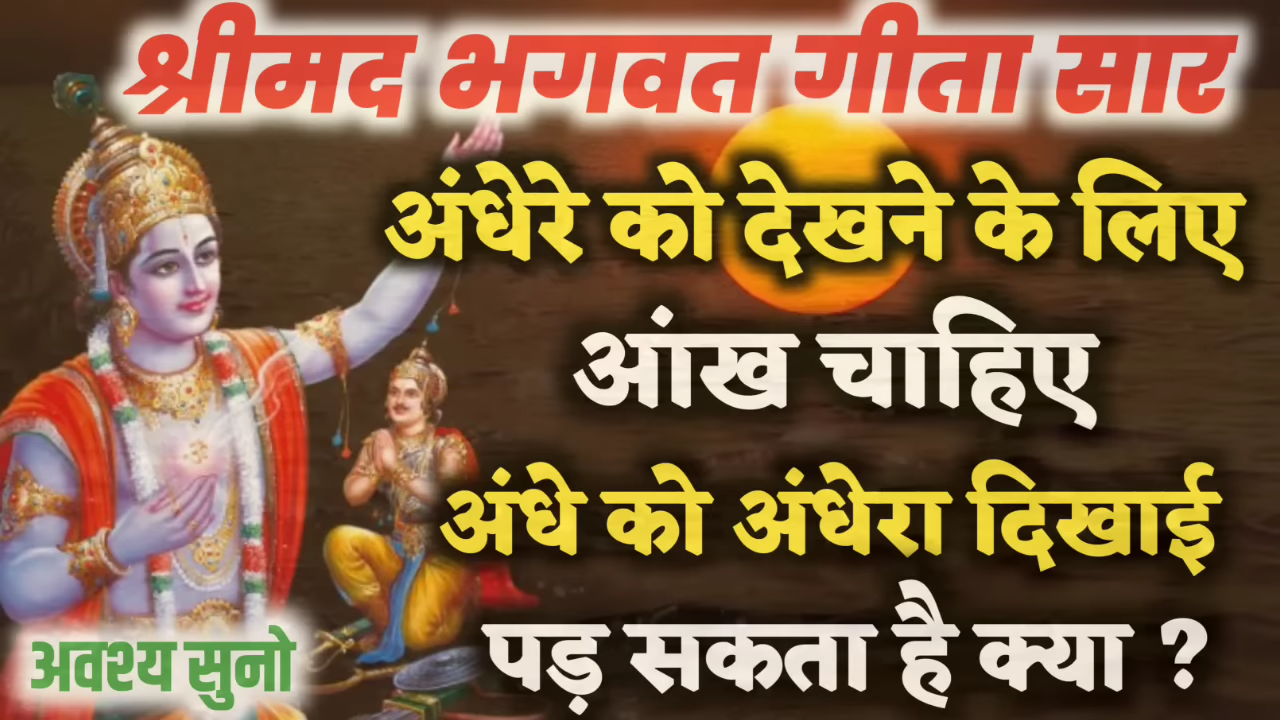 श्रीमद भगवत गीता सार
अंधेरे को देखने के लिए
आंख चाहिए
अंधे को अंधेरा दिखाई
पड़ सकता है क्या ?
अवश्य सुनो